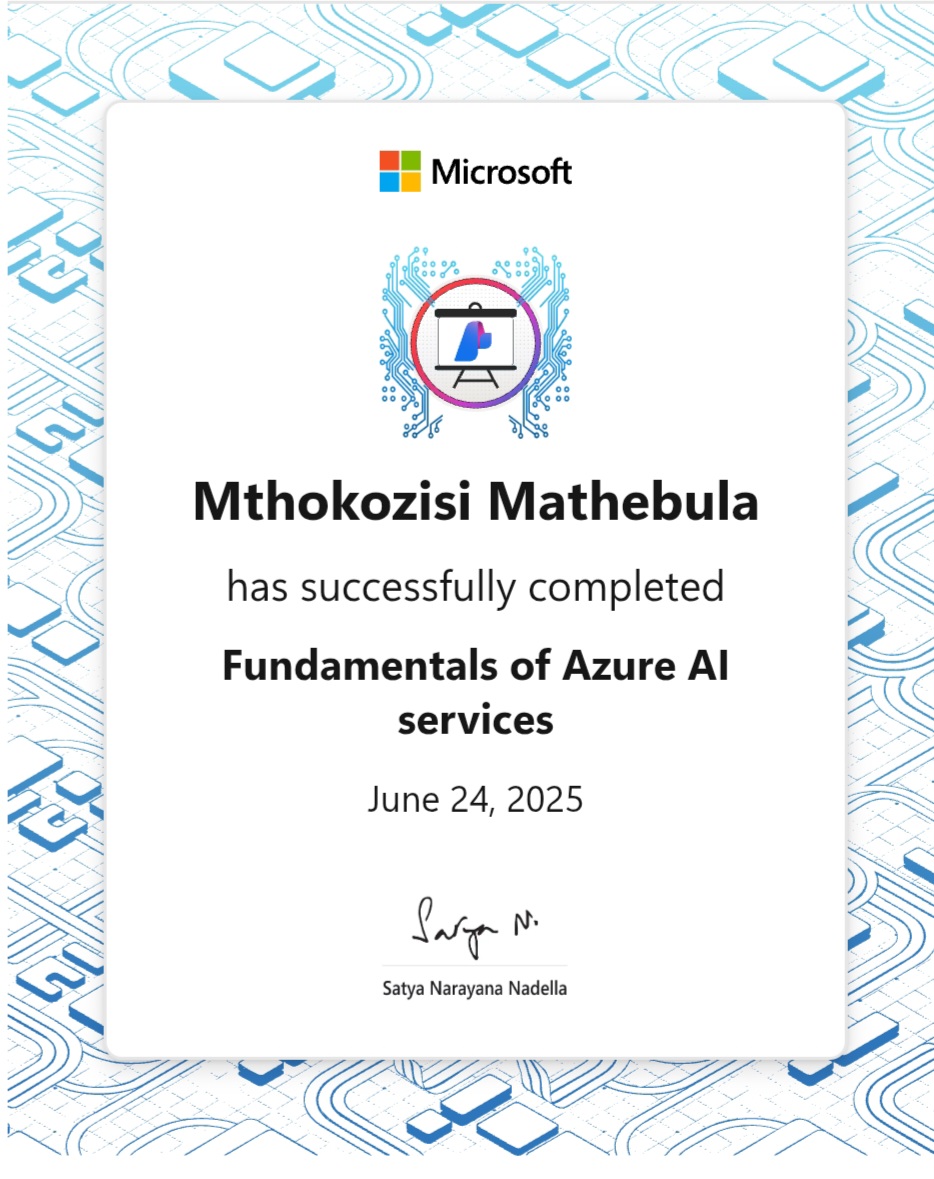 Microsoft
Mthokozisi Mathebula
has successfully completed
Fundamentals of Azure AI
services
June 24, 2025
Satya N.
Satya Narayana Nadella